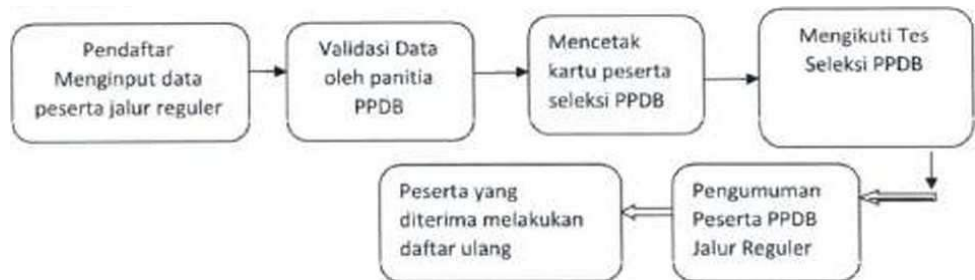 Pendaftar
Menginput data
peserta jalur reguler
Validasi Data
oleh panitia
PPDB
Mencetak
kartu peserta
seleksi PPDB
Mengikuti Tes
Seleksi PPDB
Pengumuman
Peserta PPDB
Jalur Reguler
Peserta yang
diterima melakukan
daftar ulang